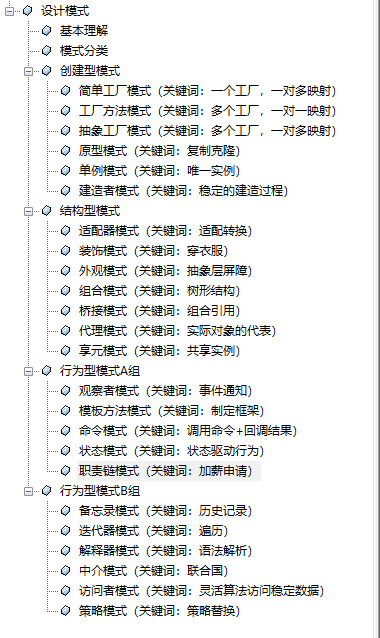 设计模式
基本理解
模式分类
创建型模式
简单工厂模式（关键词：一个工厂，一对多映射）
工厂方法模式（关键词：多个工厂，一对一映射）
抽象工厂模式（关键词：多个工厂，一对多映射）
原型模式（关键词：复制克隆）
单例模式（关键词：唯一实例）
建造者模式（关键词：稳定的建造过程）
结构型模式
适配器模式（关键词：适配转换）
装饰模式（关键词：穿衣服）
外观模式（关键词：抽象层屏障）
组合模式（关键词：树形结构）
桥接模式（关键词：组合引用）
代理模式（关键词：实际对象的代表）
享元模式（关键词：共享实例）
行为型模式A组
观察者模式（关键词：事件通知）
模板方法模式（关键词：制定框架）
命令模式（关键词：调用命令+回调结果）
状态模式（关键词：状态驱动行为）
职责链模式（关键词：加薪申请）
行为型模式B组
备忘录模式（关键词：历史记录）
迭代器模式（关键词：遍历）
解释器模式（关键词：语法解析）
中介模式（关键词：联合国）
访问者模式（关键词：灵活算法访问稳定数据）
策略模式（关键词：策略替换）